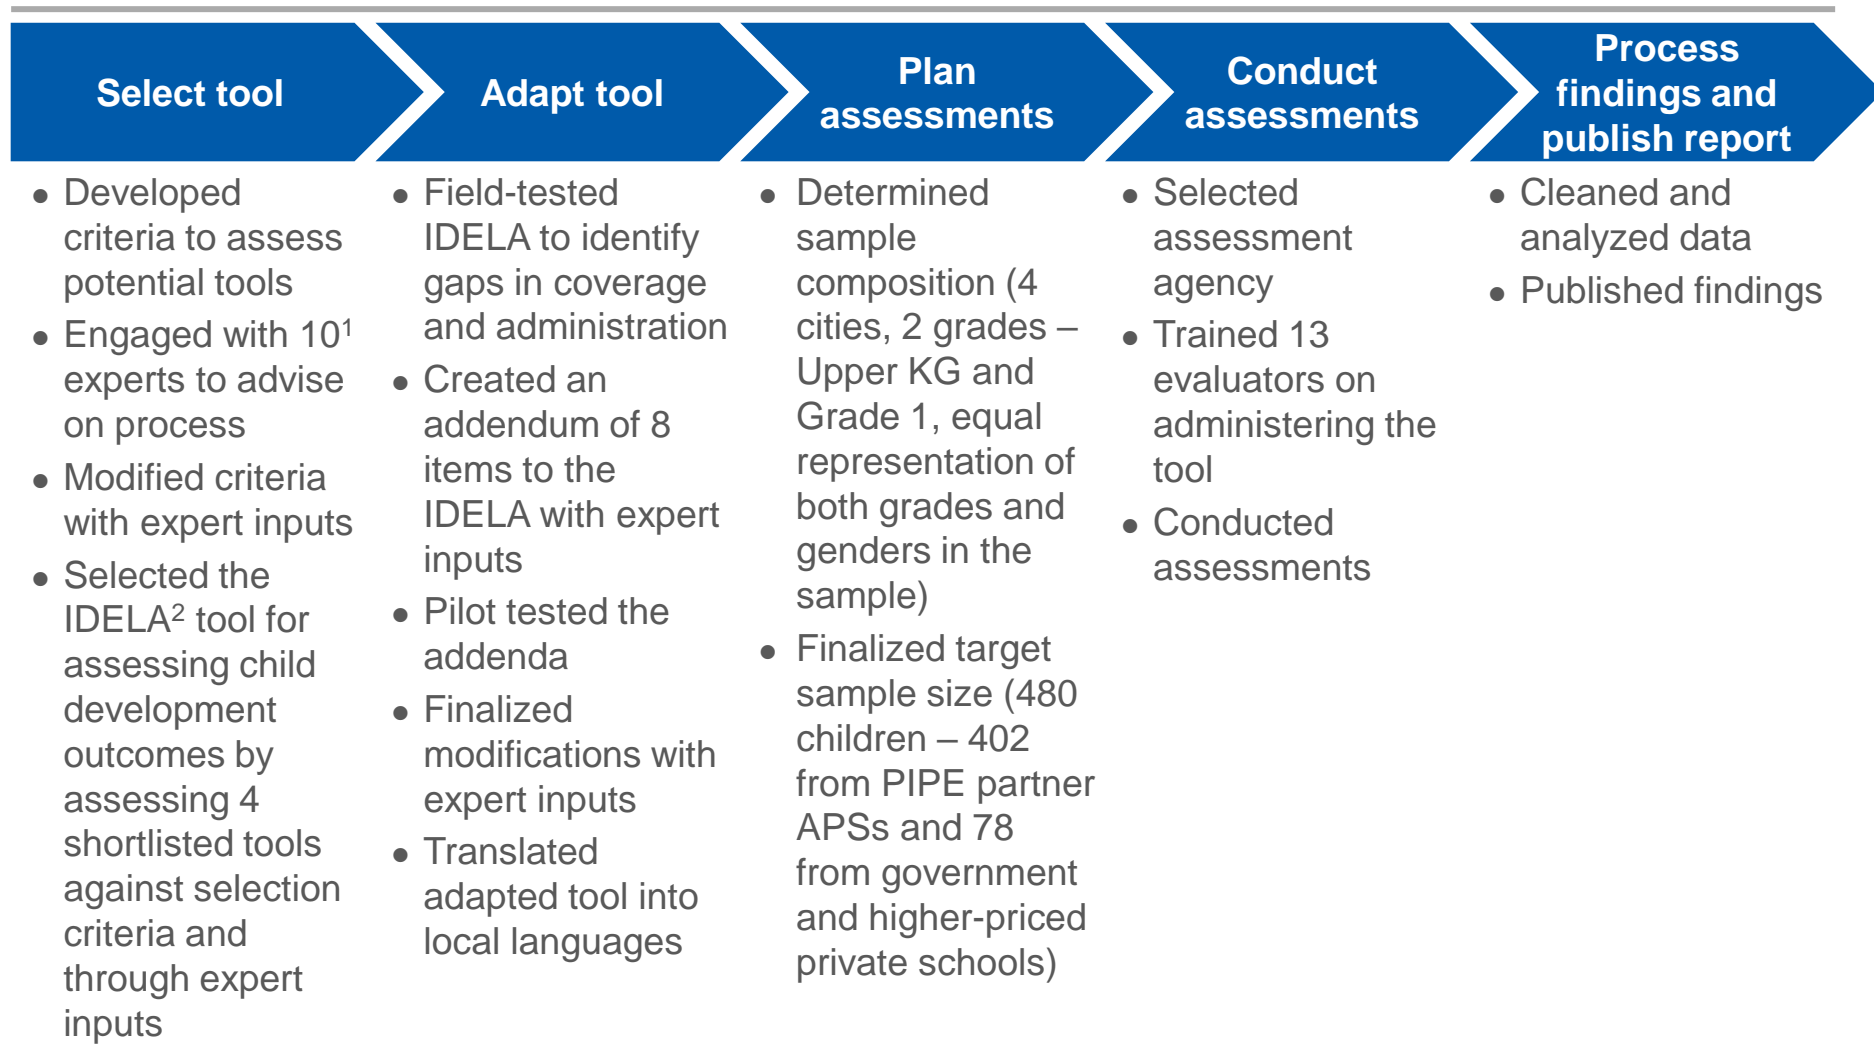 Select tool
Adapt tool
Plan
assessments
Conduct
assessments
Process
findings and
publish report
● Developed
criteria to assess
potential tools
● Engaged with 10¹
experts to advise
on process
● Modified criteria
with expert inputs
● Selected the
IDELA² tool for
assessing child
development
outcomes by
assessing 4
shortlisted tools
against selection
criteria and
through expert
inputs
● Field-tested
IDELA to identify
gaps in coverage
and administration
● Created an
addendum of 8
items to the
IDELA with expert
inputs
● Pilot tested the
addenda
● Finalized
modifications with
expert inputs
● Translated
adapted tool into
local languages
● Determined
sample
composition (4
cities, 2 grades –
Upper KG and
Grade 1, equal
representation of
both grades and
genders in the
sample)
● Finalized target
sample size (480
children – 402
from PIPE partner
APSs and 78
from government
and higher-priced
private schools)
● Selected
assessment
agency
● Trained 13
evaluators on
administering the
tool
● Conducted
assessments
● Cleaned and
analyzed data
● Published findings